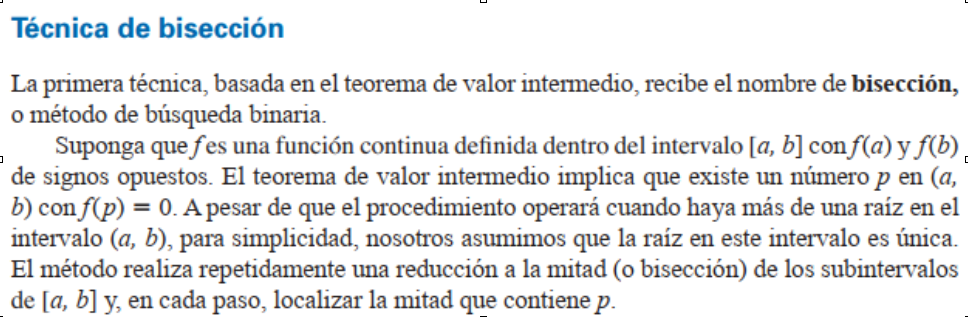 Técnica de bisección
La primera técnica, basada en el teorema de valor intermedio, recibe el nombre de bisección,
o método de búsqueda binaria.
Suponga que f es una función continua definida dentro del intervalo [a, b] con f(a) y f(b)
de signos opuestos. El teorema de valor intermedio implica que existe un número p en (a,
b) con f(p) = 0. A pesar de que el procedimiento operará cuando haya más de una raíz en el
intervalo (a, b), para simplicidad, nosotros asumimos que la raíz en este intervalo es única.
El método realiza repetidamente una reducción a la mitad (o bisección) de los subintervalos
de [a, b] y, en cada paso, localizar la mitad que contiene p.